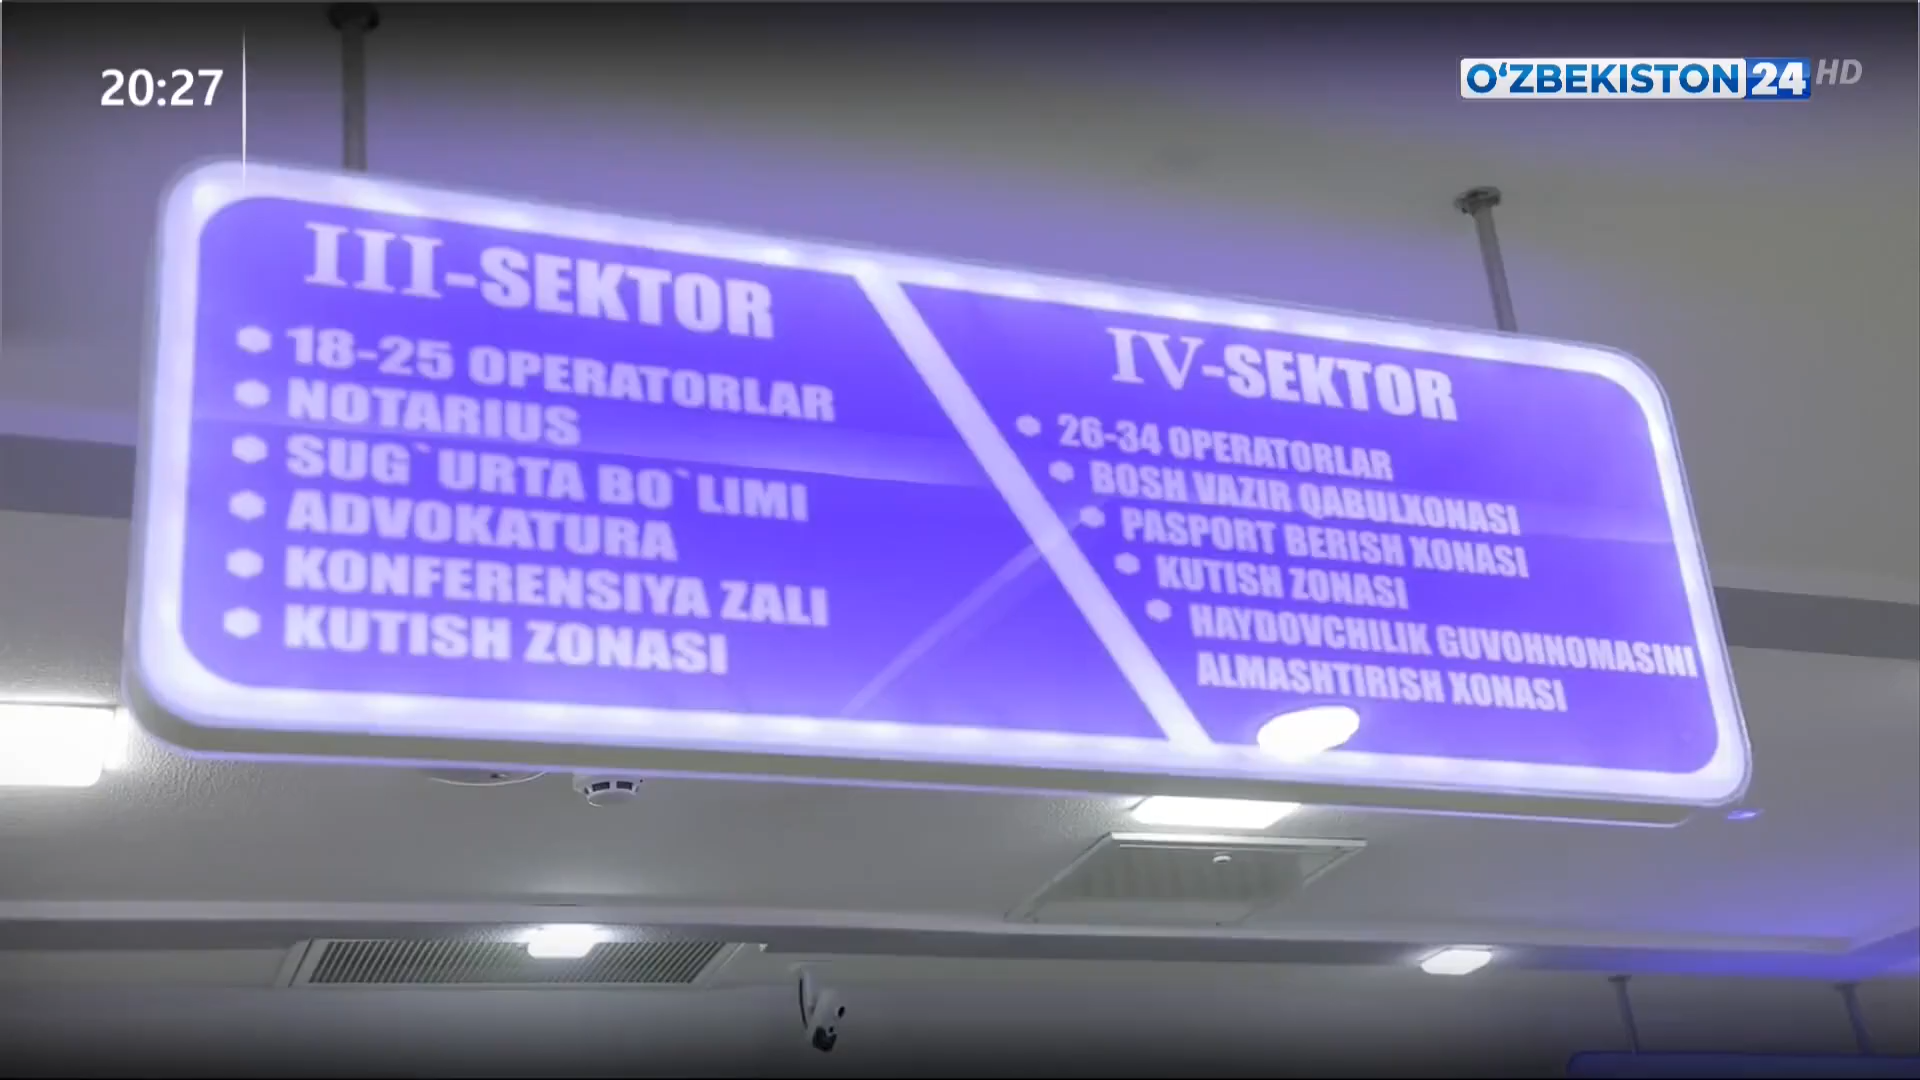 20:27
O‘ZBEKISTON 24 HD
III-SEKTOR
18-25 OPERATORLAR
NOTARIUS
SUG`URTA BO`LIMI
ADVOKATURA
KONFERENSIYA ZALI
KUTISH ZONASI
IV-SEKTOR
26-34 OPERATORLAR
BOSH VAZIR QABULXONASI
PASPORT BERISH XONASI
KUTISH ZONASI
HAYDOVCHILIK GUVOHNOMASINI
ALMASHTIRISH XONASI